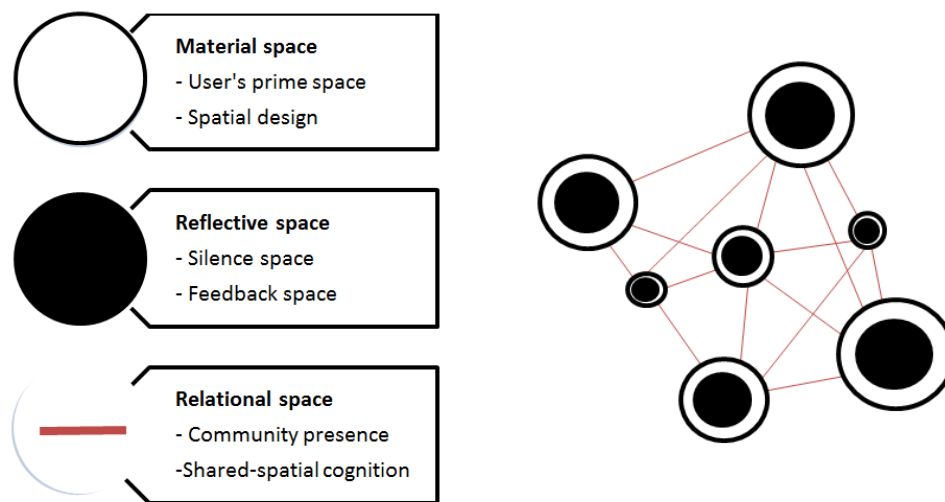 Material space
- User's prime space
- Spatial design
Reflective space
- Silence space
- Feedback space
Relational space
- Community presence
-Shared-spatial cognition